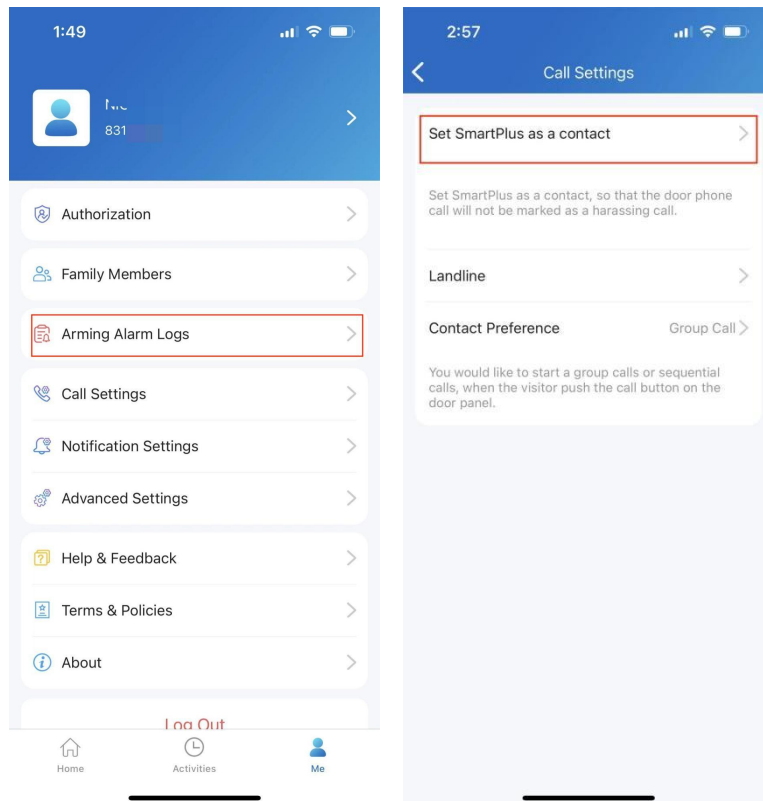 1:49
831
Authorization
Family Members
Arming Alarm Logs
Call Settings
Notification Settings
Advanced Settings
Help & Feedback
Terms & Policies
About
Log Out
Home
Activities
Me
2:57
Call Settings
Set SmartPlus as a contact
Set SmartPlus as a contact, so that the door phone
call will not be marked as a harassing call.
Landline
Contact Preference
Group Call
You would like to start a group calls or sequential
calls, when the visitor push the call button on the
door panel.